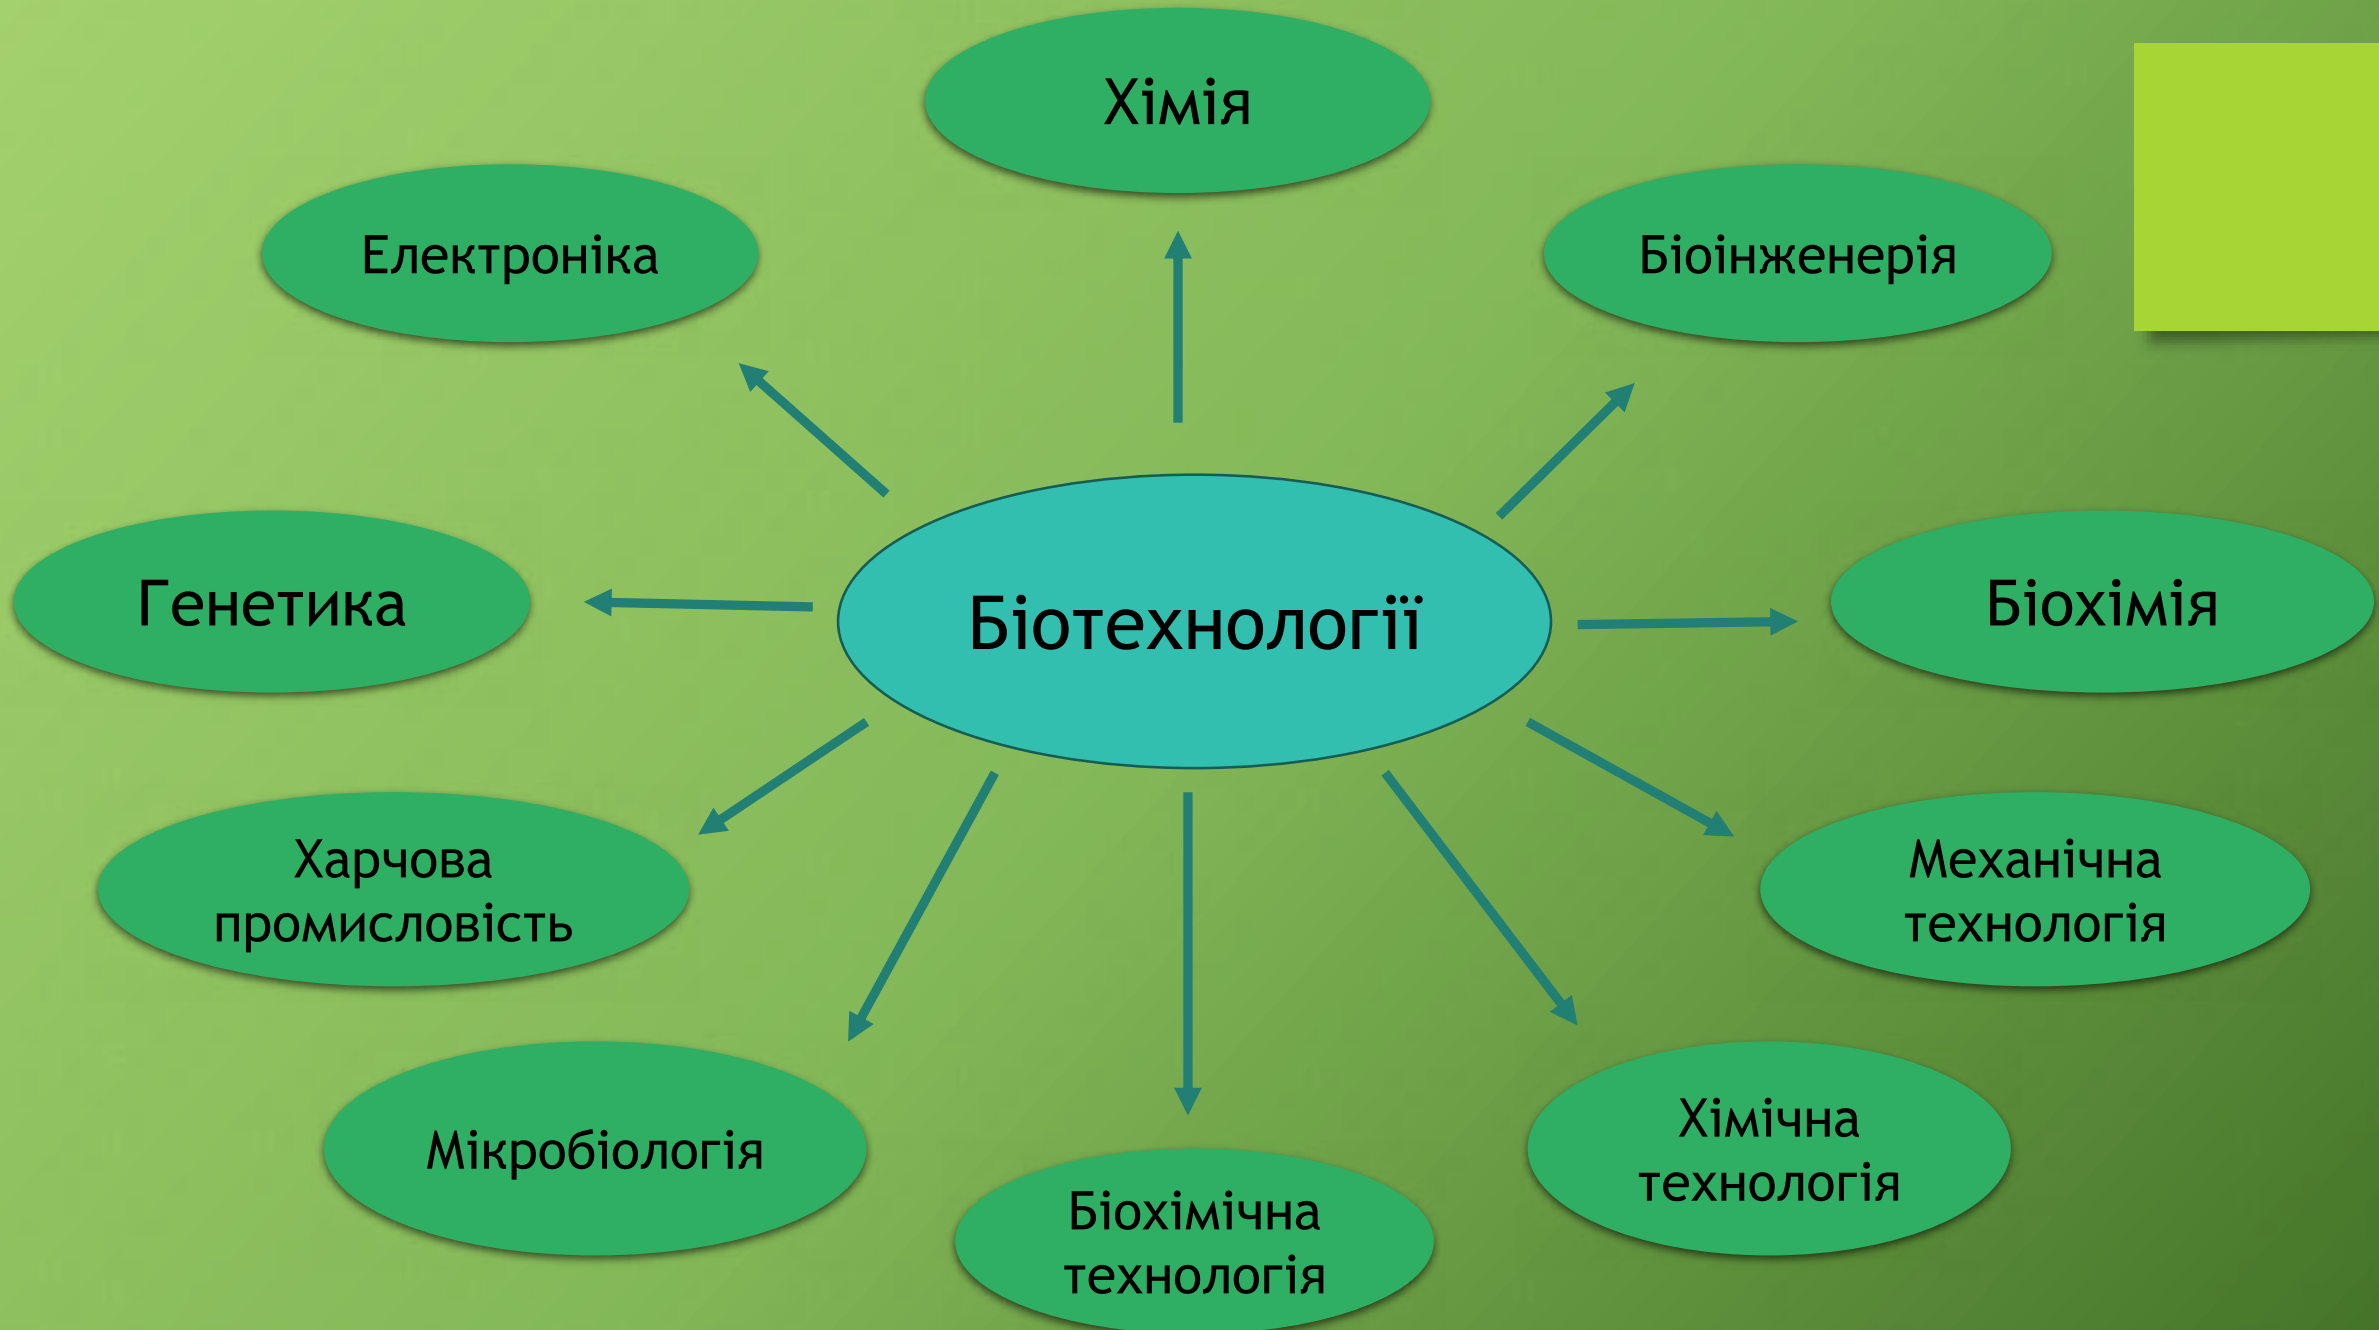 Хімія
Електроніка
Біоінженерія
Генетика
Біотехнології
Біохімія
Харчова
промисловість
Механічна
технологія
Мікробіологія
Хімічна
технологія
Біохімічна
технологія